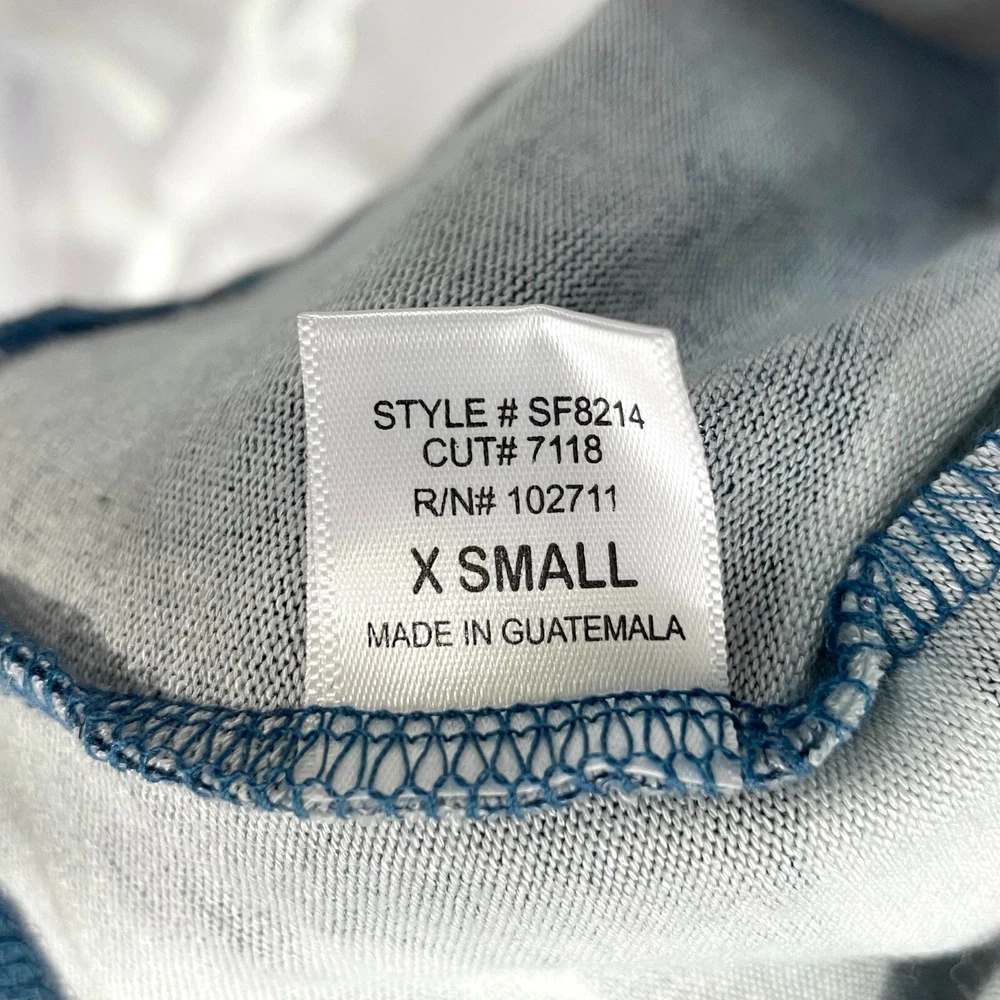 STYLE # SF8214
CUT# 7118
R/N# 102711
X SMALL
MADE IN GUATEMALA